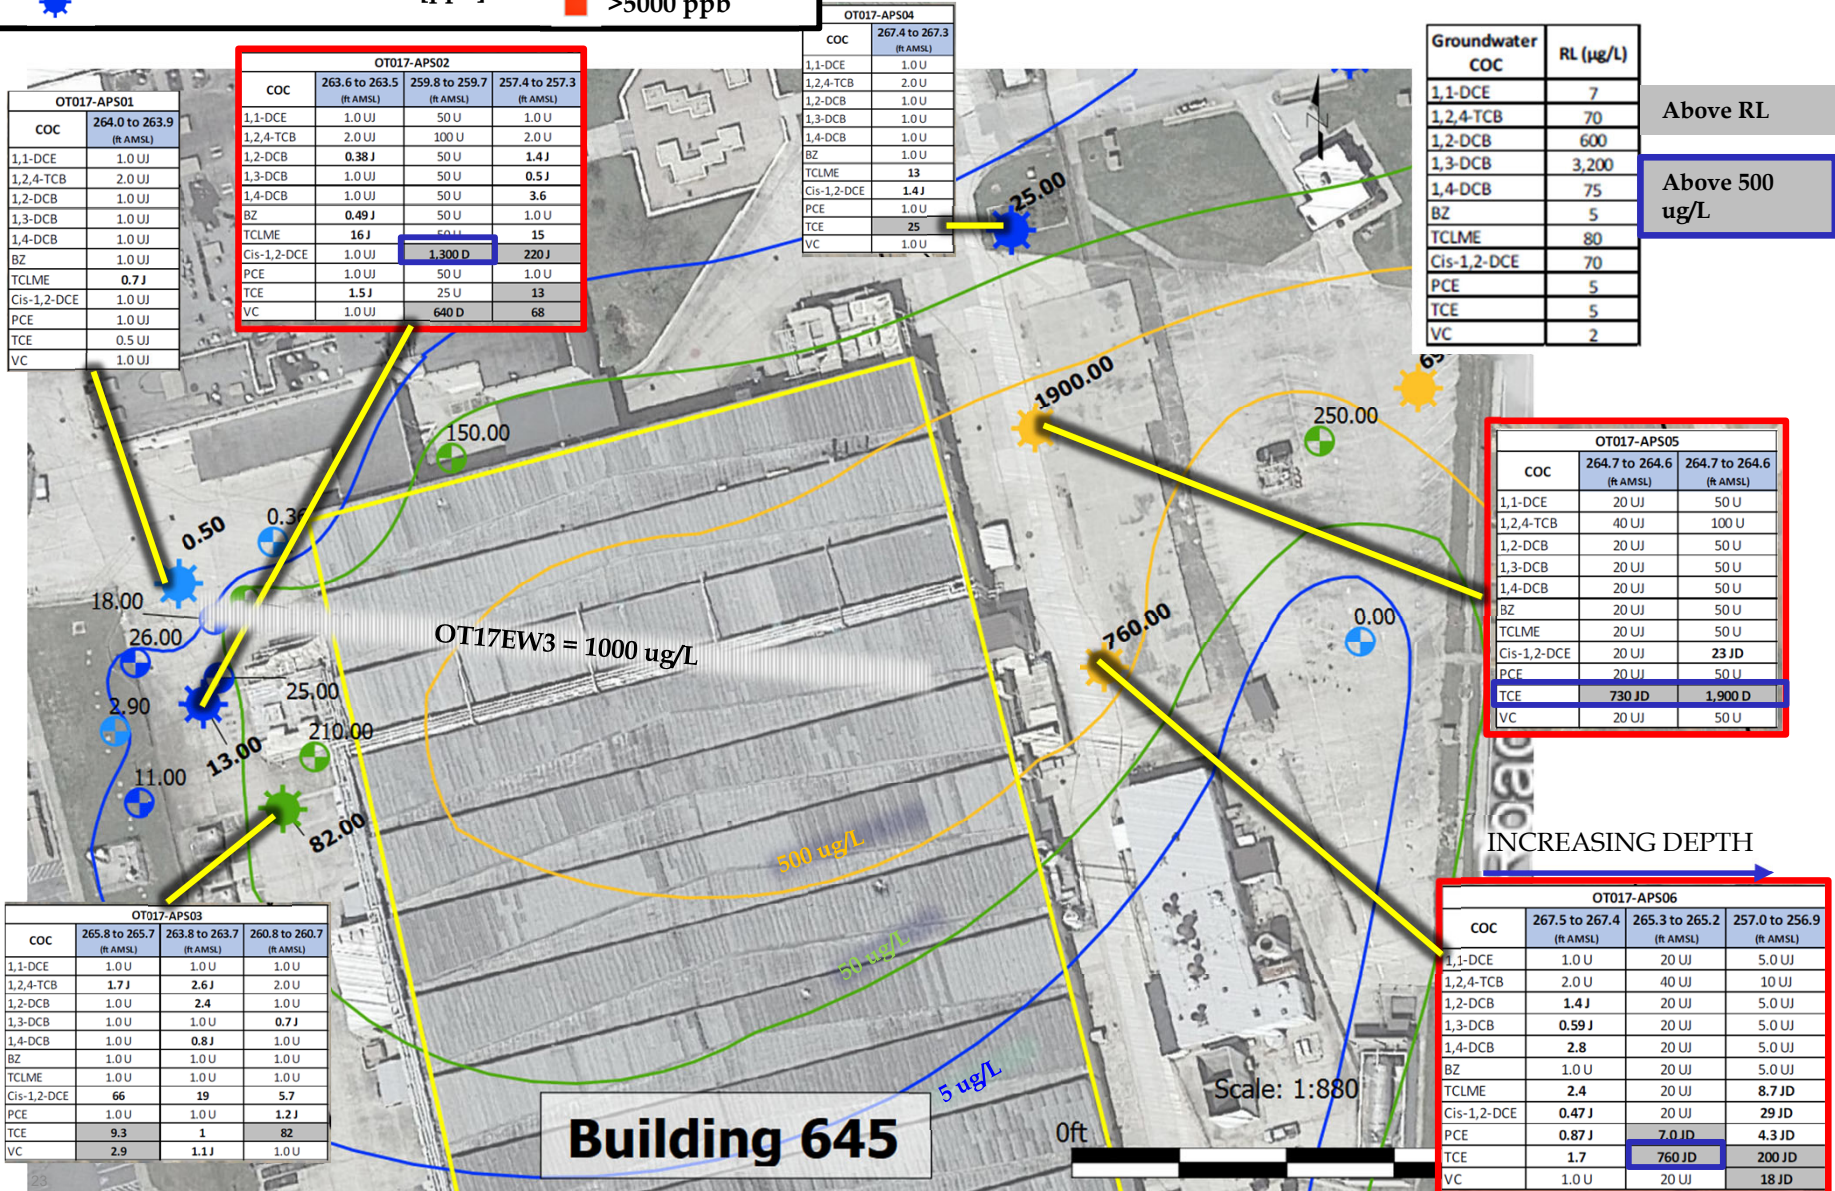 >5000 ppb
OT017-APS01
COC 264.0 to 263.9
(ft AMSL)
1,1-DCE 1.0 UJ
1,2,4-TCB 2.0 UJ
1,2-DCB 1.0 UJ
1,3-DCB 1.0 UJ
1,4-DCB 1.0 UJ
BZ 1.0 UJ
TCLME 0.7 J
Cis-1,2-DCE 1.0 UJ
PCE 1.0 UJ
TCE 0.5 UJ
VC 1.0 UJ
OT017-APS02
COC 263.6 to 263.5 259.8 to 259.7 257.4 to 257.3
(ft AMSL) (ft AMSL) (ft AMSL)
1,1-DCE 1.0 UJ 50 U 1.0 U
1,2,4-TCB 2.0 UJ 100 U 2.0 U
1,2-DCB 0.38 J 50 U 1.4 J
1,3-DCB 1.0 UJ 50 U 0.5 J
1,4-DCB 1.0 UJ 50 U 3.6
BZ 0.49 J 50 U 1.0 U
TCLME 16 J 50 U 15
Cis-1,2-DCE 1.0 UJ 1,300 D 220 J
PCE 1.0 UJ 50 U 1.0 U
TCE 1.5 J 25 U 13
VC 1.0 UJ 640 D 68
OT017-APS04
COC 267.4 to 267.3
(ft AMSL)
1,1-DCE 1.0 U
1,2,4-TCB 2.0 U
1,2-DCB 1.0 U
1,3-DCB 1.0 U
1,4-DCB 1.0 U
BZ 1.0 U
TCLME 13
Cis-1,2-DCE 1.4 J
PCE 1.0 U
TCE 25
VC 1.0 U
Groundwater COC RL (µg/L)
1,1-DCE 7
1,2,4-TCB 70
1,2-DCB 600
1,3-DCB 3,200
1,4-DCB 75
BZ 5
TCLME 80
Cis-1,2-DCE 70
PCE 5
TCE 5
VC 2
Above RL
Above 500
ug/L
N
25.00
1900.00
250.00
150.00
0.50
0.36
18.00
26.00
2.90
25.00
13.00
210.00
11.00
82.00
760.00
0.00
OT17EW3 = 1000 ug/L
500 ug/L
50 ug/L
5 ug/L
OT017-APS05
COC 264.7 to 264.6 264.7 to 264.6
(ft AMSL) (ft AMSL)
1,1-DCE 20 UJ 50 U
1,2,4-TCB 40 UJ 100 U
1,2-DCB 20 UJ 50 U
1,3-DCB 20 UJ 50 U
1,4-DCB 20 UJ 50 U
BZ 20 UJ 50 U
TCLME 20 UJ 50 U
Cis-1,2-DCE 20 UJ 23 JD
PCE 20 UJ 50 U
TCE 730 JD 1,900 D
VC 20 UJ 50 U
Road
INCREASING DEPTH
OT017-APS03
COC 265.8 to 265.7 263.8 to 263.7 260.8 to 260.7
(ft AMSL) (ft AMSL) (ft AMSL)
1,1-DCE 1.0 U 1.0 U 1.0 U
1,2,4-TCB 1.7 J 2.6 J 2.0 U
1,2-DCB 1.0 U 2.4 1.0 U
1,3-DCB 1.0 U 1.0 U 0.7 J
1,4-DCB 1.0 U 0.8 J 1.0 U
BZ 1.0 U 1.0 U 1.0 U
TCLME 1.0 U 1.0 U 1.0 U
Cis-1,2-DCE 66 19 5.7
PCE 1.0 U 1.0 U 1.2 J
TCE 9.3 1 82
VC 2.9 1.1 J 1.0 U
OT017-APS06
COC 267.5 to 267.4 265.3 to 265.2 257.0 to 256.9
(ft AMSL) (ft AMSL) (ft AMSL)
1,1-DCE 1.0 U 20 UJ 5.0 UJ
1,2,4-TCB 2.0 U 40 UJ 10 UJ
1,2-DCB 1.4 J 20 UJ 5.0 UJ
1,3-DCB 0.59 J 20 UJ 5.0 UJ
1,4-DCB 2.8 20 UJ 5.0 UJ
BZ 1.0 U 20 UJ 5.0 UJ
TCLME 2.4 20 UJ 8.7 JD
Cis-1,2-DCE 0.47 J 20 UJ 29 JD
PCE 0.87 J 7.0 JD 4.3 JD
TCE 1.7 760 JD 200 JD
VC 1.0 U 20 UJ 18 JD
Building 645
Scale: 1:880
0ft
23